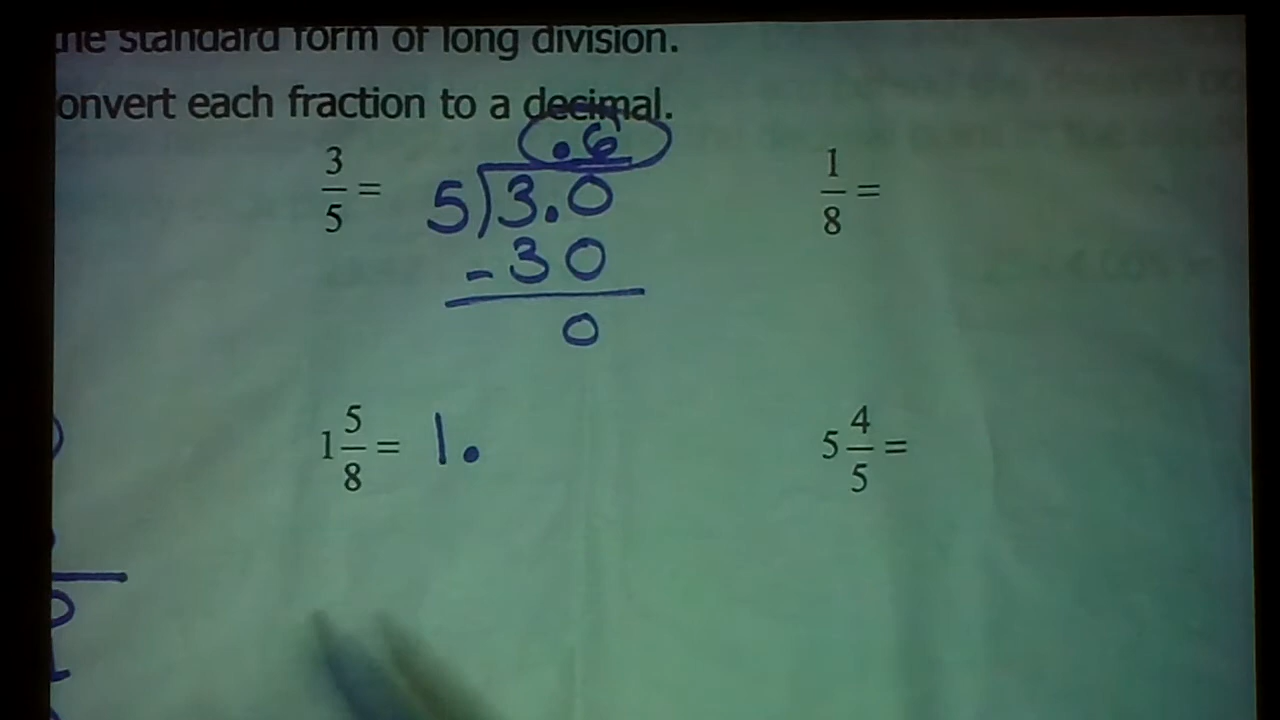 the standard form of long division.
onvert each fraction to a decimal.
3/5 = .6
5)3.0
-30
0
1/8 =
1 5/8 = 1.
5 4/5 =